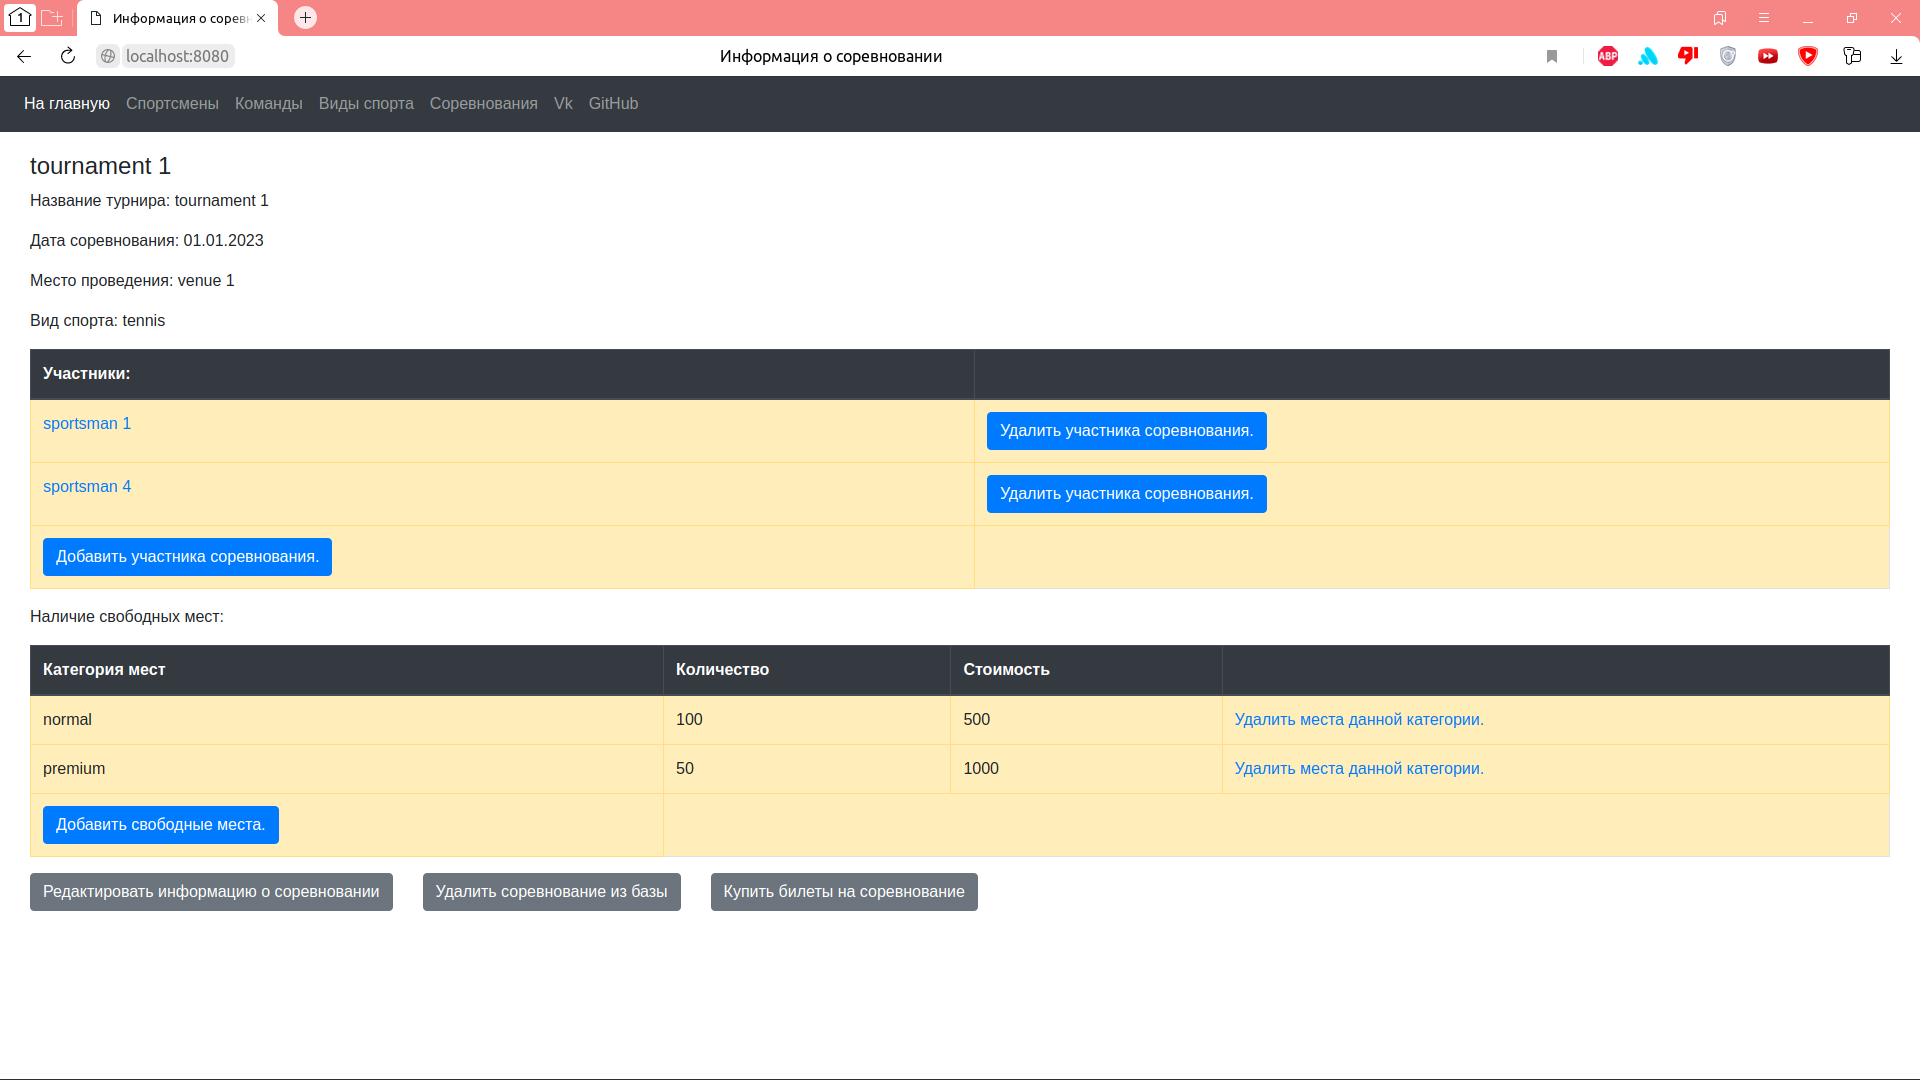 1 Информация о сорев
localhost:8080 Информация о соревновании ABP
На главную Спортсмены Команды Виды спорта Соревнования Vk GitHub
tournament 1
Название турнира: tournament 1
Дата соревнования: 01.01.2023
Место проведения: venue 1
Вид спорта: tennis
Участники:
sportsman 1 Удалить участника соревнования.
sportsman 4 Удалить участника соревнования.
Добавить участника соревнования.
Наличие свободных мест:
Категория мест Количество Стоимость
normal 100 500 Удалить места данной категории.
premium 50 1000 Удалить места данной категории.
Добавить свободные места.
Редактировать информацию о соревновании Удалить соревнование из базы Купить билеты на соревнование